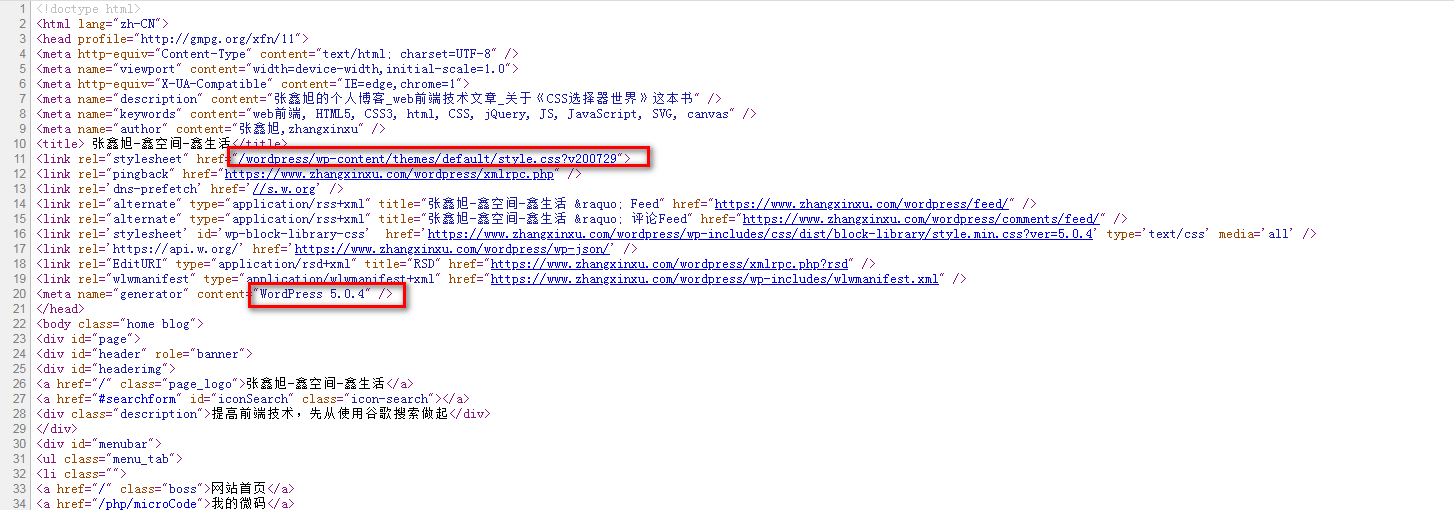 1 <!doctype html>
2 <html lang="zh-CN">
3 <head profile="http://gmpg.org/xfn/11">
4 <meta http-equiv="Content-Type" content="text/html; charset=UTF-8" />
5 <meta name="viewport" content="width=device-width,initial-scale=1.0">
6 <meta http-equiv="X-UA-Compatible" content="IE=edge,chrome=1">
7 <meta name="description" content="张鑫旭的个人博客_web前端技术文章_关于《CSS选择器世界》这本书" />
8 <meta name="keywords" content="web前端, HTML5, CSS3, html, CSS, jQuery, JS, JavaScript, SVG, canvas" />
9 <meta name="author" content="张鑫旭,zhangxinxu" />
10 <title> 张鑫旭-鑫空间-鑫生活</title>
11 <link rel="stylesheet" href="/wordpress/wp-content/themes/default/style.css?v200729">
12 <link rel="pingback" href="https://www.zhangxinxu.com/wordpress/xmlrpc.php" />
13 <link rel='dns-prefetch' href='//s.w.org' />
14 <link rel="alternate" type="application/rss+xml" title="张鑫旭-鑫空间-鑫生活 &raquo; Feed" href="https://www.zhangxinxu.com/wordpress/feed/" />
15 <link rel="alternate" type="application/rss+xml" title="张鑫旭-鑫空间-鑫生活 &raquo; 评论Feed" href="https://www.zhangxinxu.com/wordpress/comments/feed/" />
16 <link rel='stylesheet' id='wp-block-library-css'  href='https://www.zhangxinxu.com/wordpress/wp-includes/css/dist/block-library/style.min.css?ver=5.0.4' type='text/css' media='all' />
17 <link rel='https://api.w.org/' href='https://www.zhangxinxu.com/wordpress/wp-json/' />
18 <link rel="EditURI" type="application/rsd+xml" title="RSD" href="https://www.zhangxinxu.com/wordpress/xmlrpc.php?rsd" />
19 <link rel="wlwmanifest" type="application/wlwmanifest+xml" href="https://www.zhangxinxu.com/wordpress/wp-includes/wlwmanifest.xml" />
20 <meta name="generator" content="WordPress 5.0.4" />
21 </head>
22 <body class="home blog">
23 <div id="page">
24 <div id="header" role="banner">
25 <div id="headerimg">
26 <a href="/" class="page_logo">张鑫旭-鑫空间-鑫生活</a>
27 <a href="#searchform" id="iconSearch" class="icon-search"></a>
28 <div class="description">提高前端技术，先从使用谷歌搜索做起</div>
29 </div>
30 <div id="menubar">
31 <ul class="menu_tab">
32 <li class="">
33 <a href="/" class="boss">网站首页</a>
34 <a href="/php/microCode">我的微码</a>